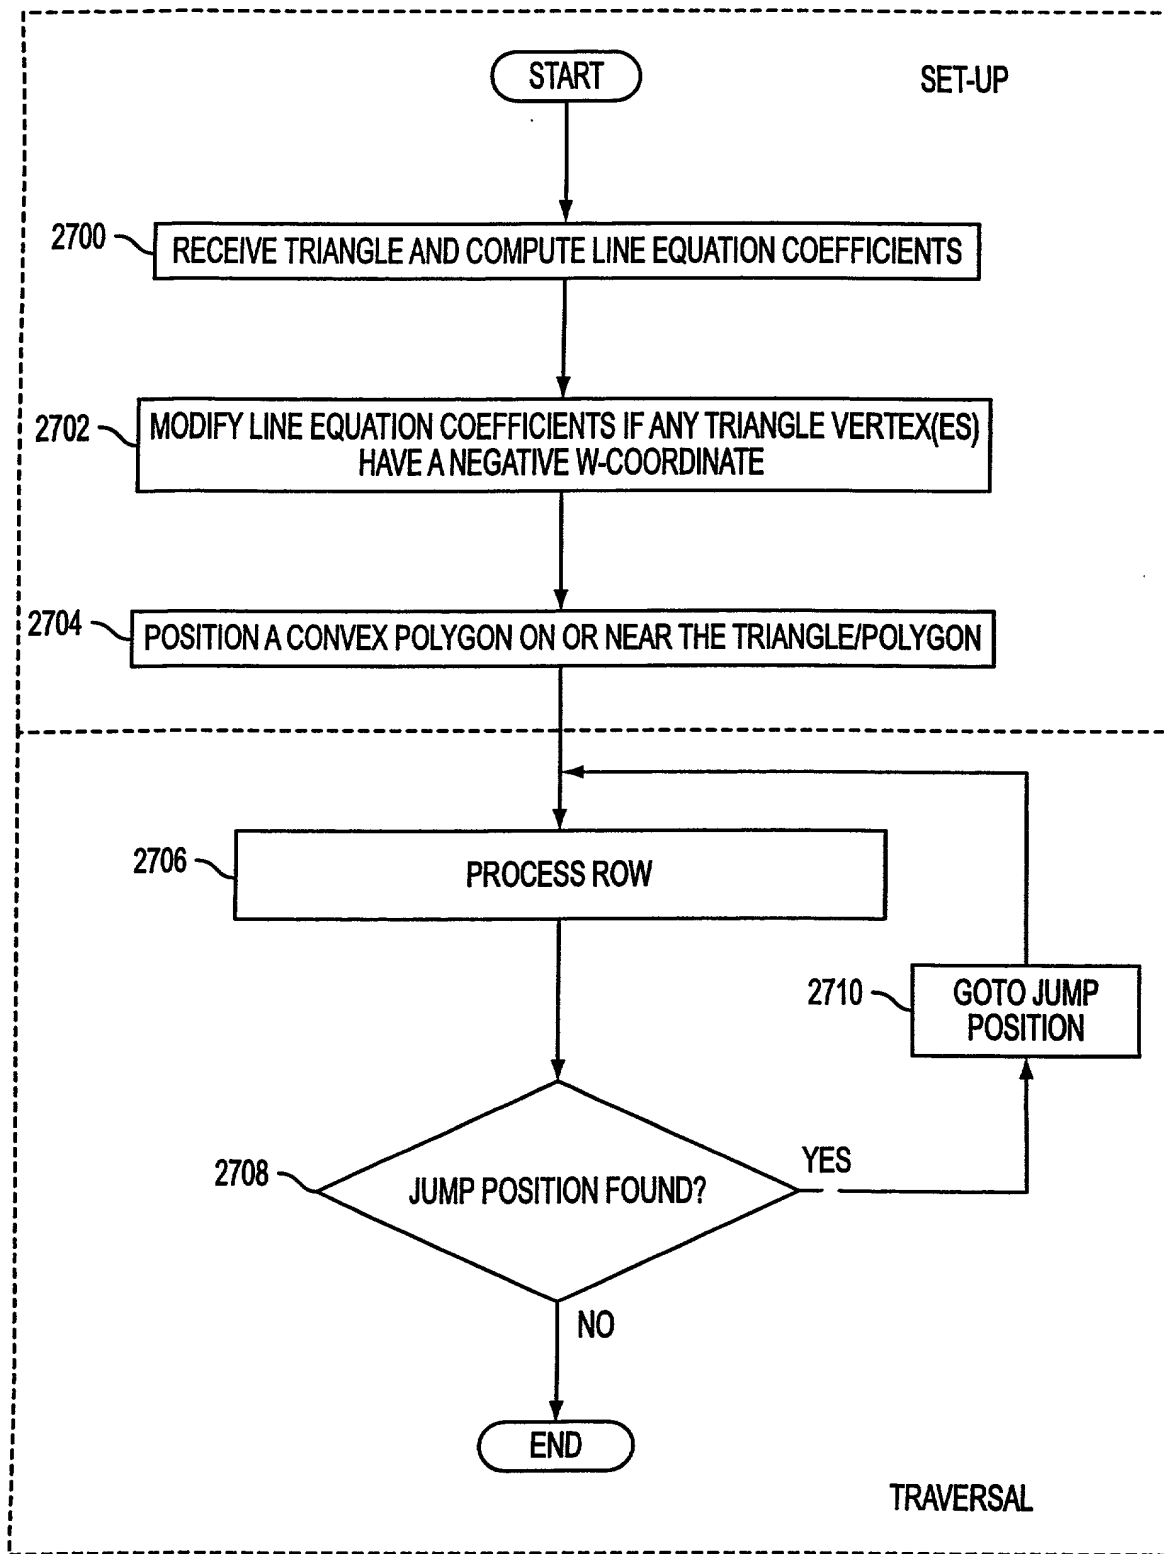 START
SET-UP
2700
RECEIVE TRIANGLE AND COMPUTE LINE EQUATION COEFFICIENTS
2702
MODIFY LINE EQUATION COEFFICIENTS IF ANY TRIANGLE VERTEX(ES)
HAVE A NEGATIVE W-COORDINATE
2704
POSITION A CONVEX POLYGON ON OR NEAR THE TRIANGLE/POLYGON
2706
PROCESS ROW
2710
GOTO JUMP
POSITION
2708
JUMP POSITION FOUND?
YES
NO
END
TRAVERSAL